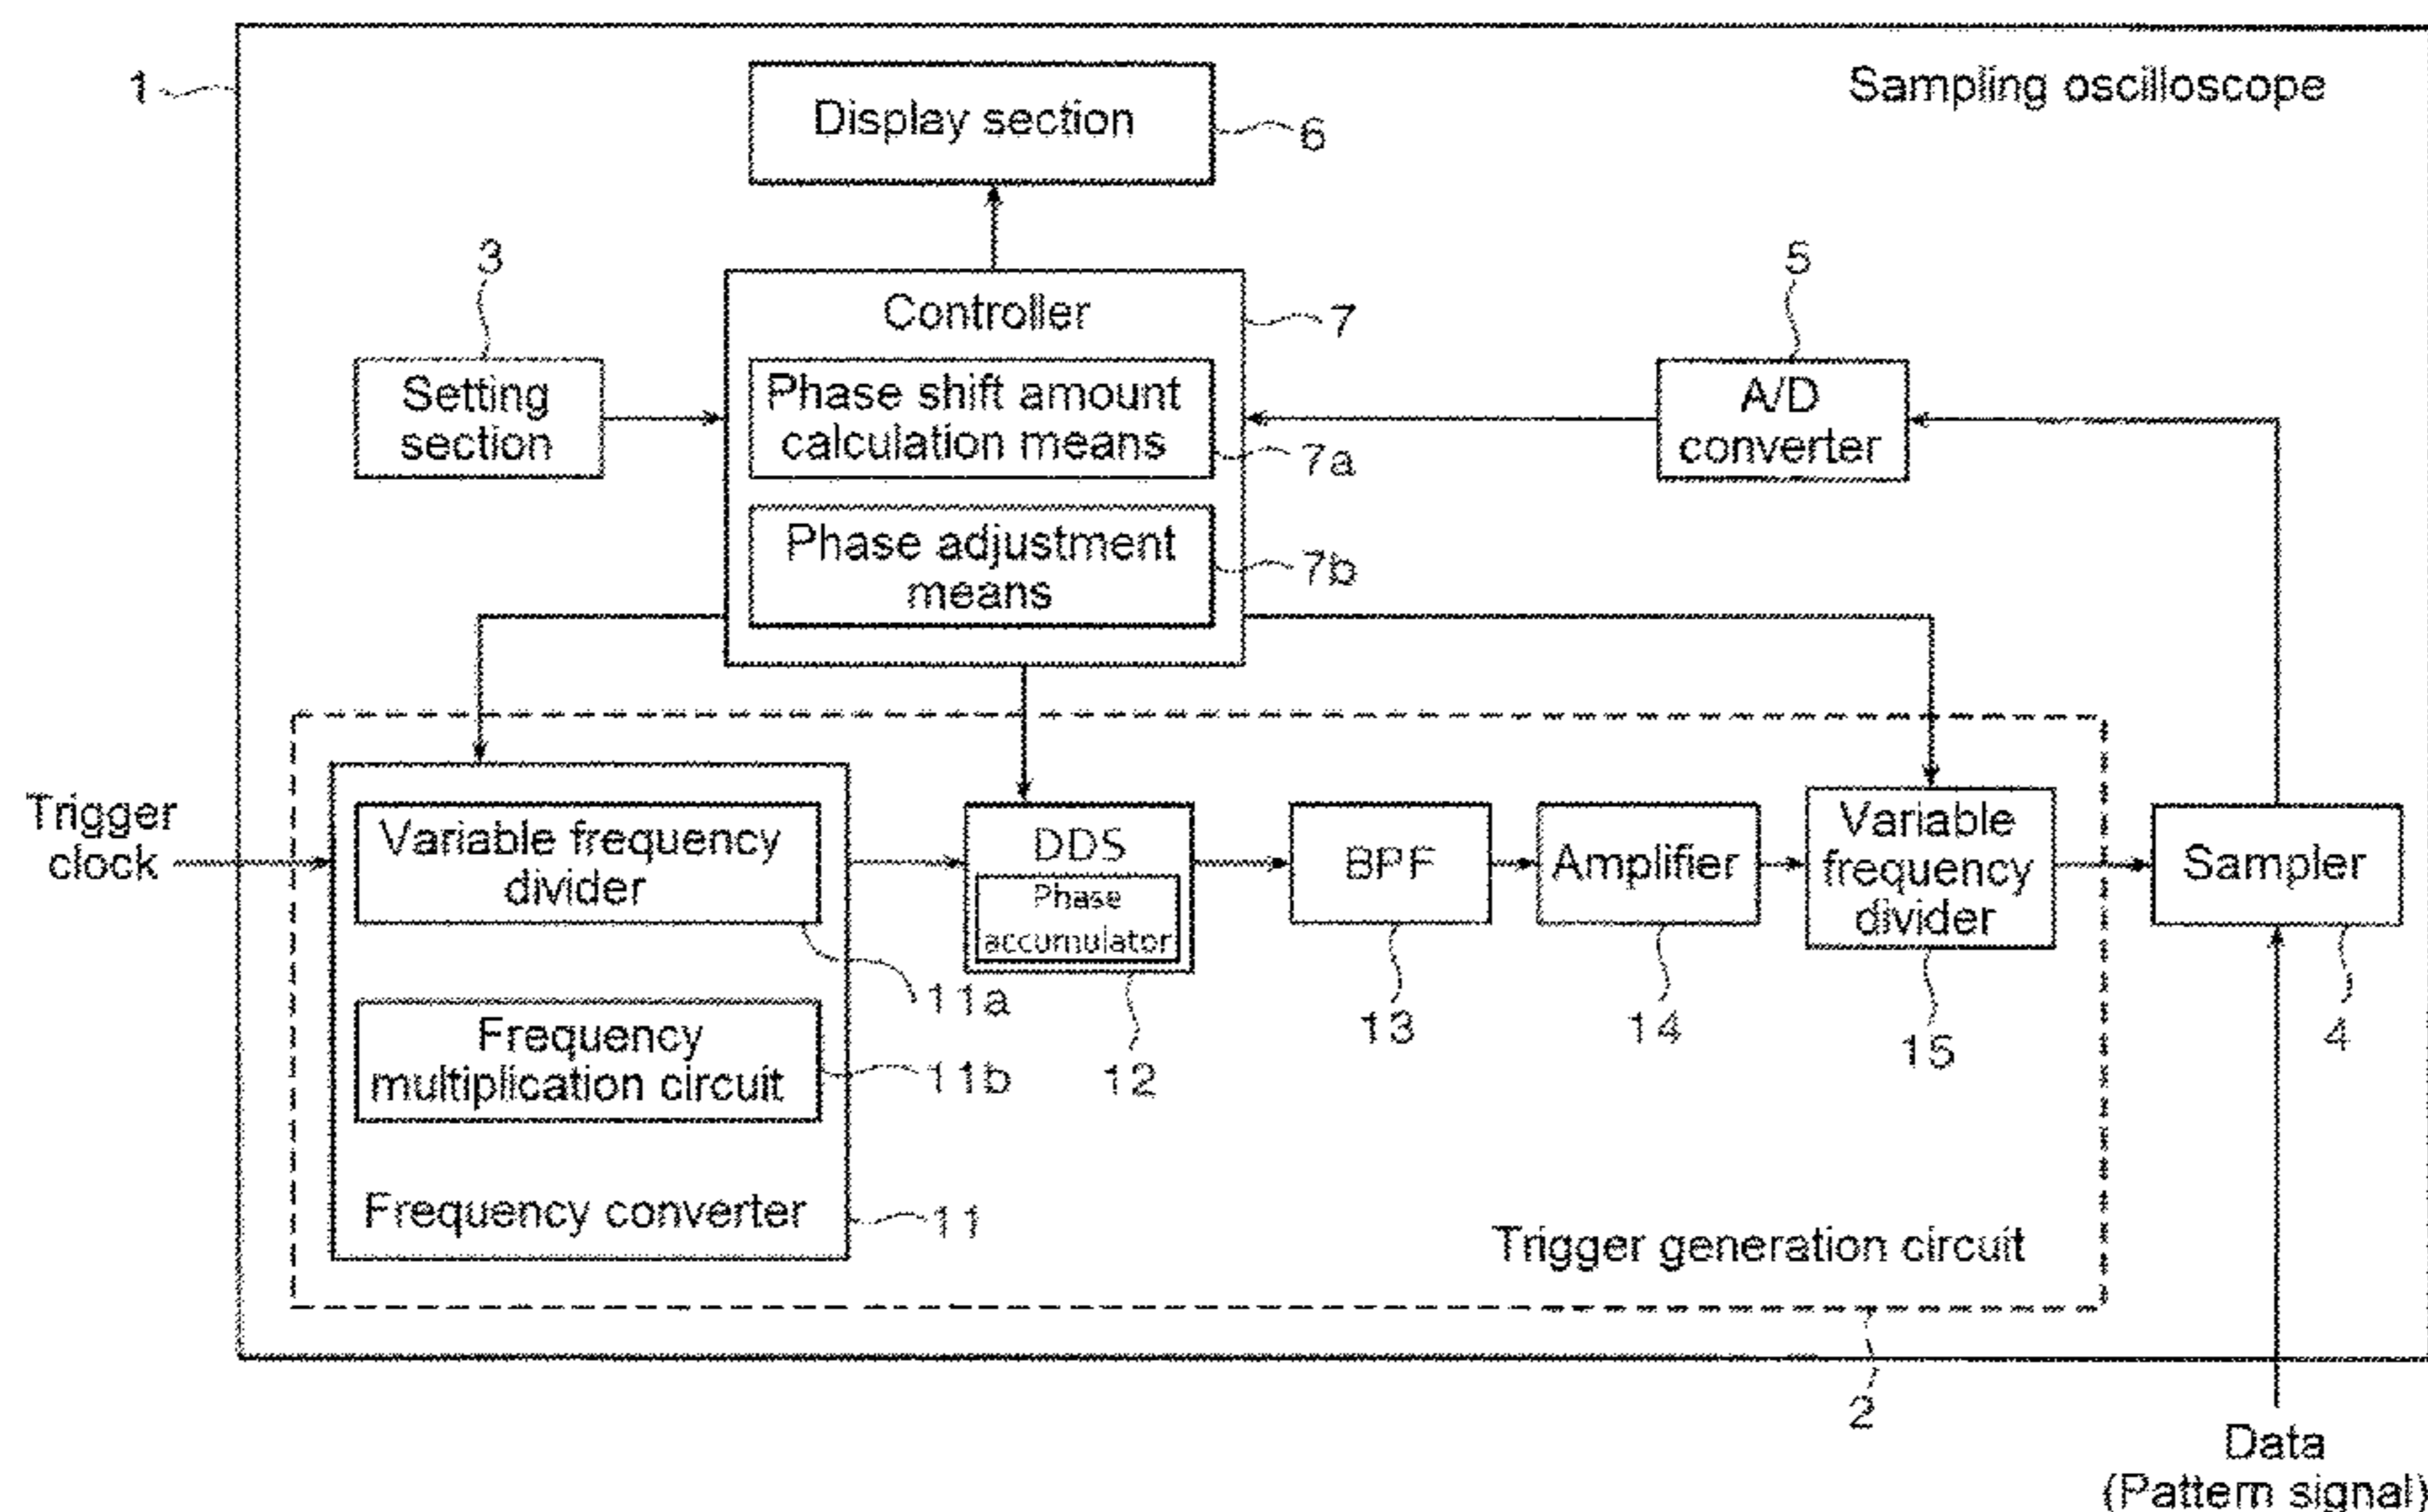 1
Sampling oscilloscope
Display section
6
3
5
Controller
7
Setting
section
Phase shift amount
calculation means
7a
A/D
converter
Phase adjustment
means
7b
Trigger
clock
Variable frequency
divider
11a
Frequency
multiplication circuit
11b
Frequency converter
11
DDS
Phase
accumulator
12
BPF
13
Amplifier
14
Variable
frequency
divider
15
Sampler
4
Trigger generation circuit
2
Data
(Pattern signal)